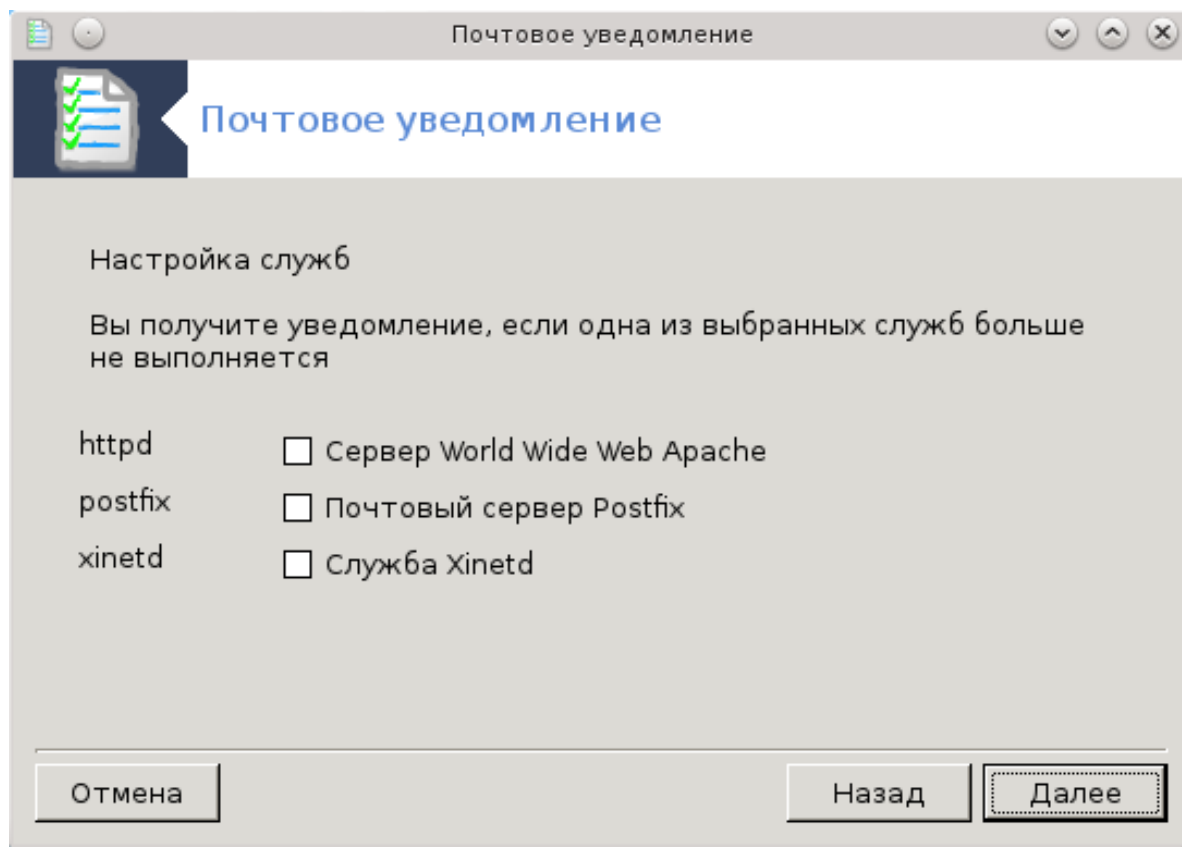 Почтовое уведомление
Почтовое уведомление
Настройка служб
Вы получите уведомление, если одна из выбранных служб больше
не выполняется
httpd Сервер World Wide Web Apache
postfix Почтовый сервер Postfix
xinetd Служба Xinetd
Отмена Назад Далее